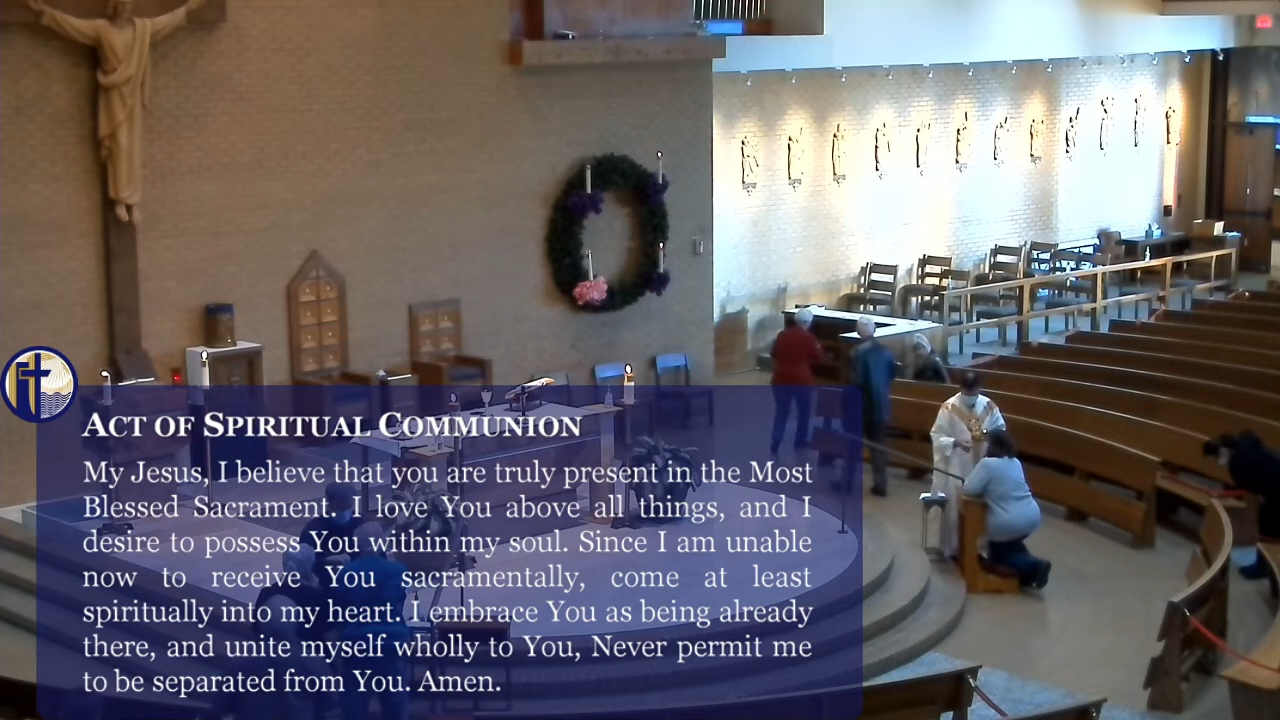 ACT OF SPIRITUAL COMMUNION
My Jesus, I believe that you are truly present in the Most
Blessed Sacrament. I love You above all things, and I
desire to possess You within my soul. Since I am unable
now to receive You sacramentally, come at least
spiritually into my heart. I embrace You as being already
there, and unite myself wholly to You, Never permit me
to be separated from You. Amen.